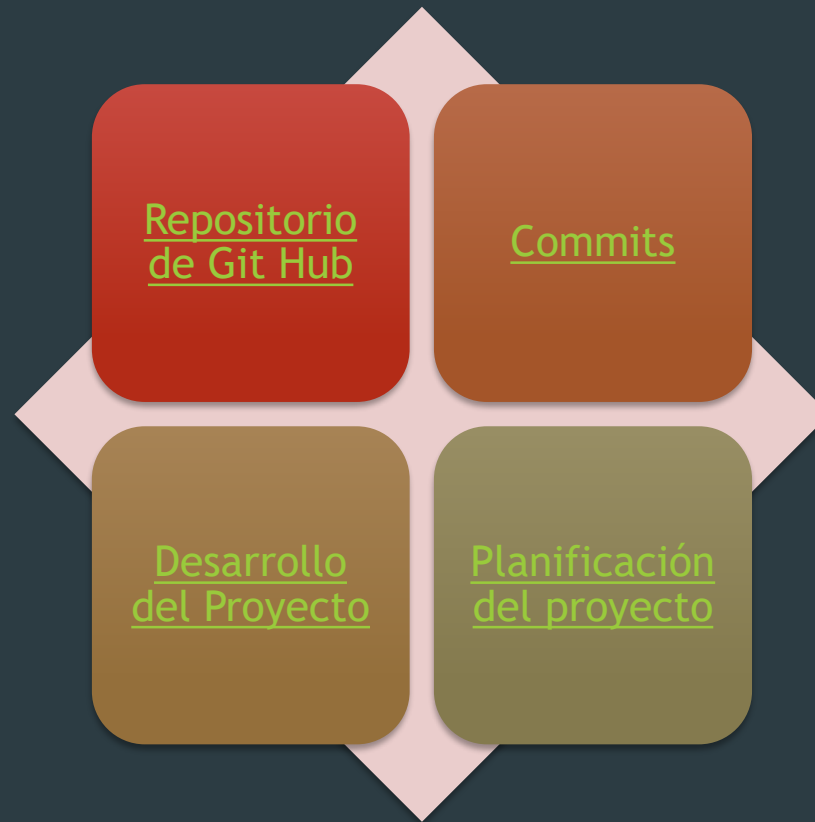 Repositorio
de Git Hub
Commits
Desarrollo
del Proyecto
Planificación
del proyecto